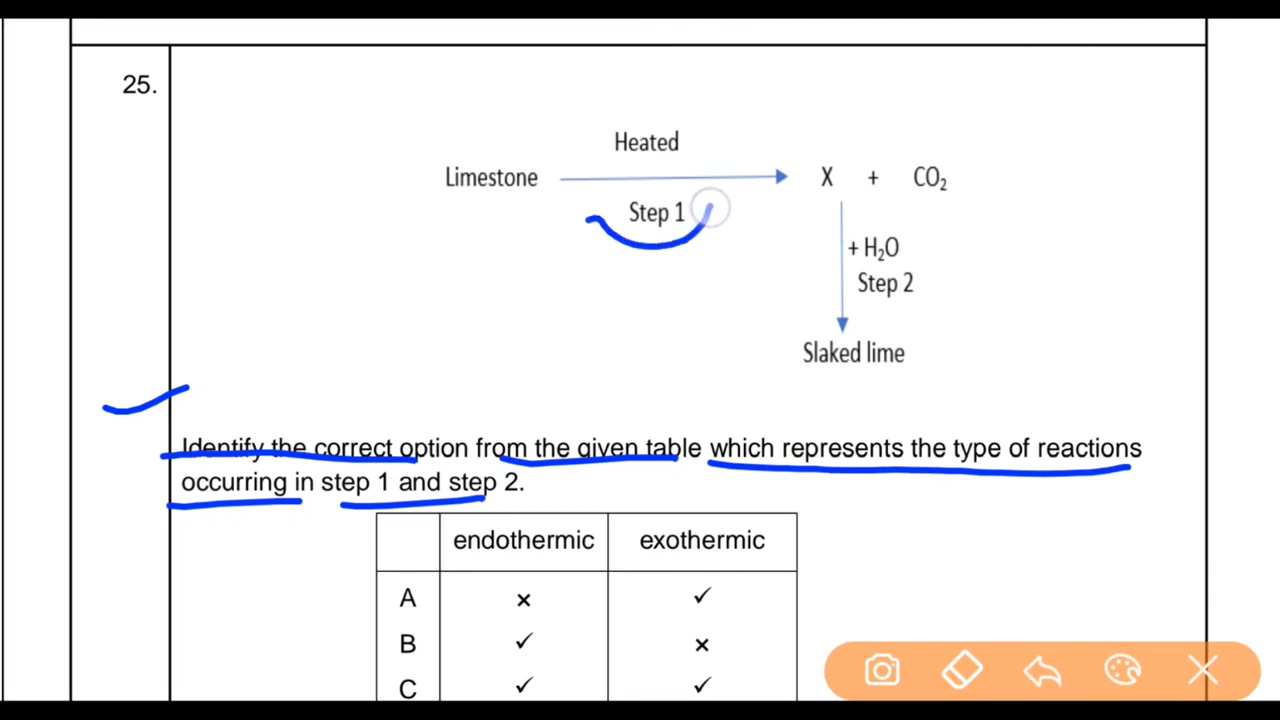 25.
Heated
Limestone X + CO₂
Step 1
+ H₂O
Step 2
Slaked lime
Identify the correct option from the given table which represents the type of reactions
occurring in step 1 and step 2.
endothermic exothermic
A × ✓
B ✓ ×
C ✓ ✓